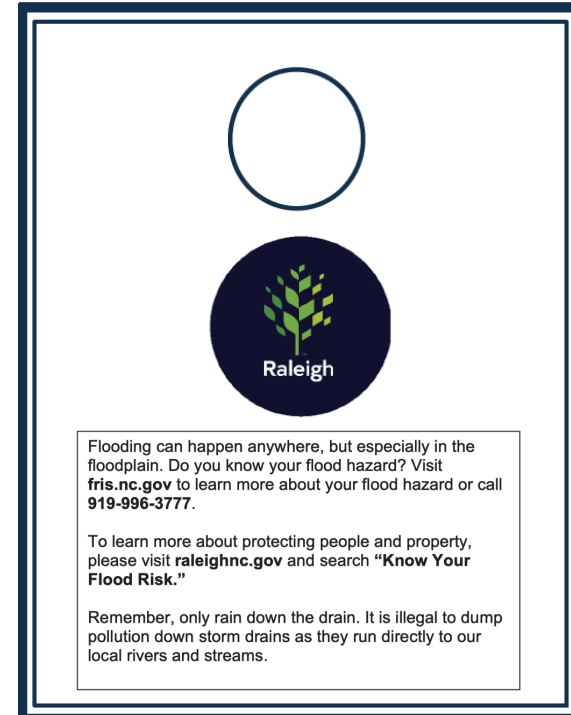 Raleigh
Flooding can happen anywhere, but especially in the
floodplain. Do you know your flood hazard? Visit
fris.nc.gov to learn more about your flood hazard or call
919-996-3777.
To learn more about protecting people and property,
please visit raleighnc.gov and search “Know Your
Flood Risk.”
Remember, only rain down the drain. It is illegal to dump
pollution down storm drains as they run directly to our
local rivers and streams.